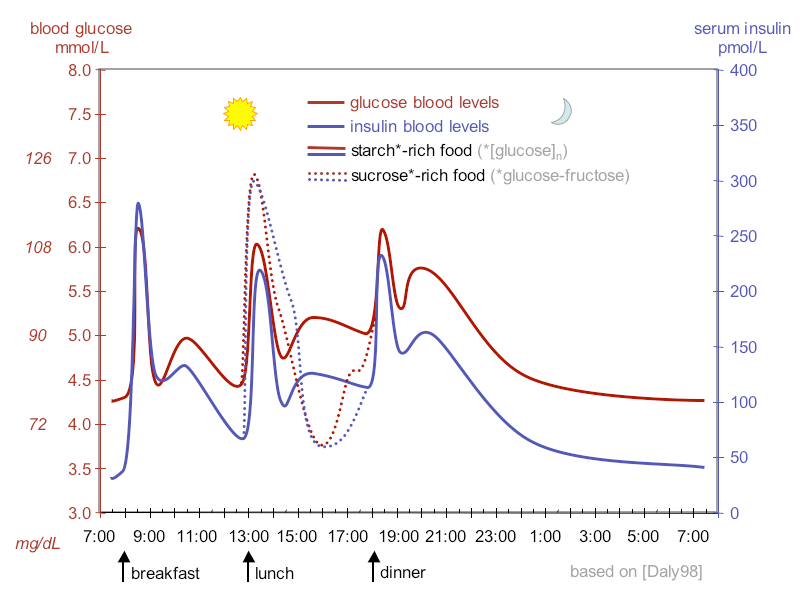 blood glucose
mmol/L
serum insulin
pmol/L
8.0
7.5
7.0
6.5
6.0
5.5
5.0
4.5
4.0
3.5
3.0
126
108
90
72
mg/dL
400
350
300
250
200
150
100
50
0
glucose blood levels
insulin blood levels
starch*-rich food (*[glucose]n)
sucrose*-rich food (*glucose-fructose)
7:00 9:00 11:00 13:00 15:00 17:00 19:00 21:00 23:00 1:00 3:00 5:00 7:00
breakfast lunch dinner
based on [Daly98]